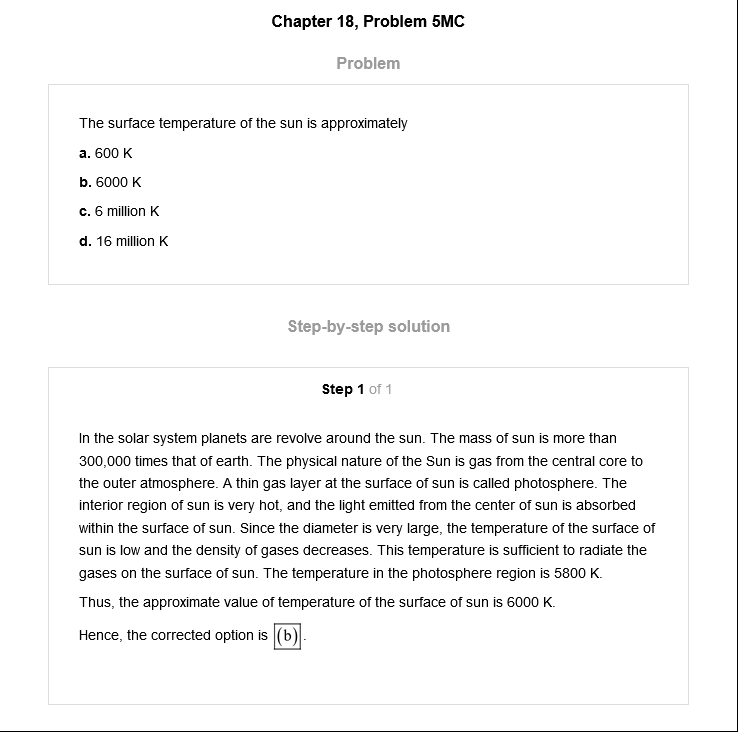 Chapter 18, Problem 5MC
Problem
The surface temperature of the sun is approximately
a. 600 K
b. 6000 K
c. 6 million K
d. 16 million K
Step-by-step solution
Step 1 of 1
In the solar system planets are revolve around the sun. The mass of sun is more than
300,000 times that of earth. The physical nature of the Sun is gas from the central core to
the outer atmosphere. A thin gas layer at the surface of sun is called photosphere. The
interior region of sun is very hot, and the light emitted from the center of sun is absorbed
within the surface of sun. Since the diameter is very large, the temperature of the surface of
sun is low and the density of gases decreases. This temperature is sufficient to radiate the
gases on the surface of sun. The temperature in the photosphere region is 5800 K.
Thus, the approximate value of temperature of the surface of sun is 6000 K.
Hence, the corrected option is (b).